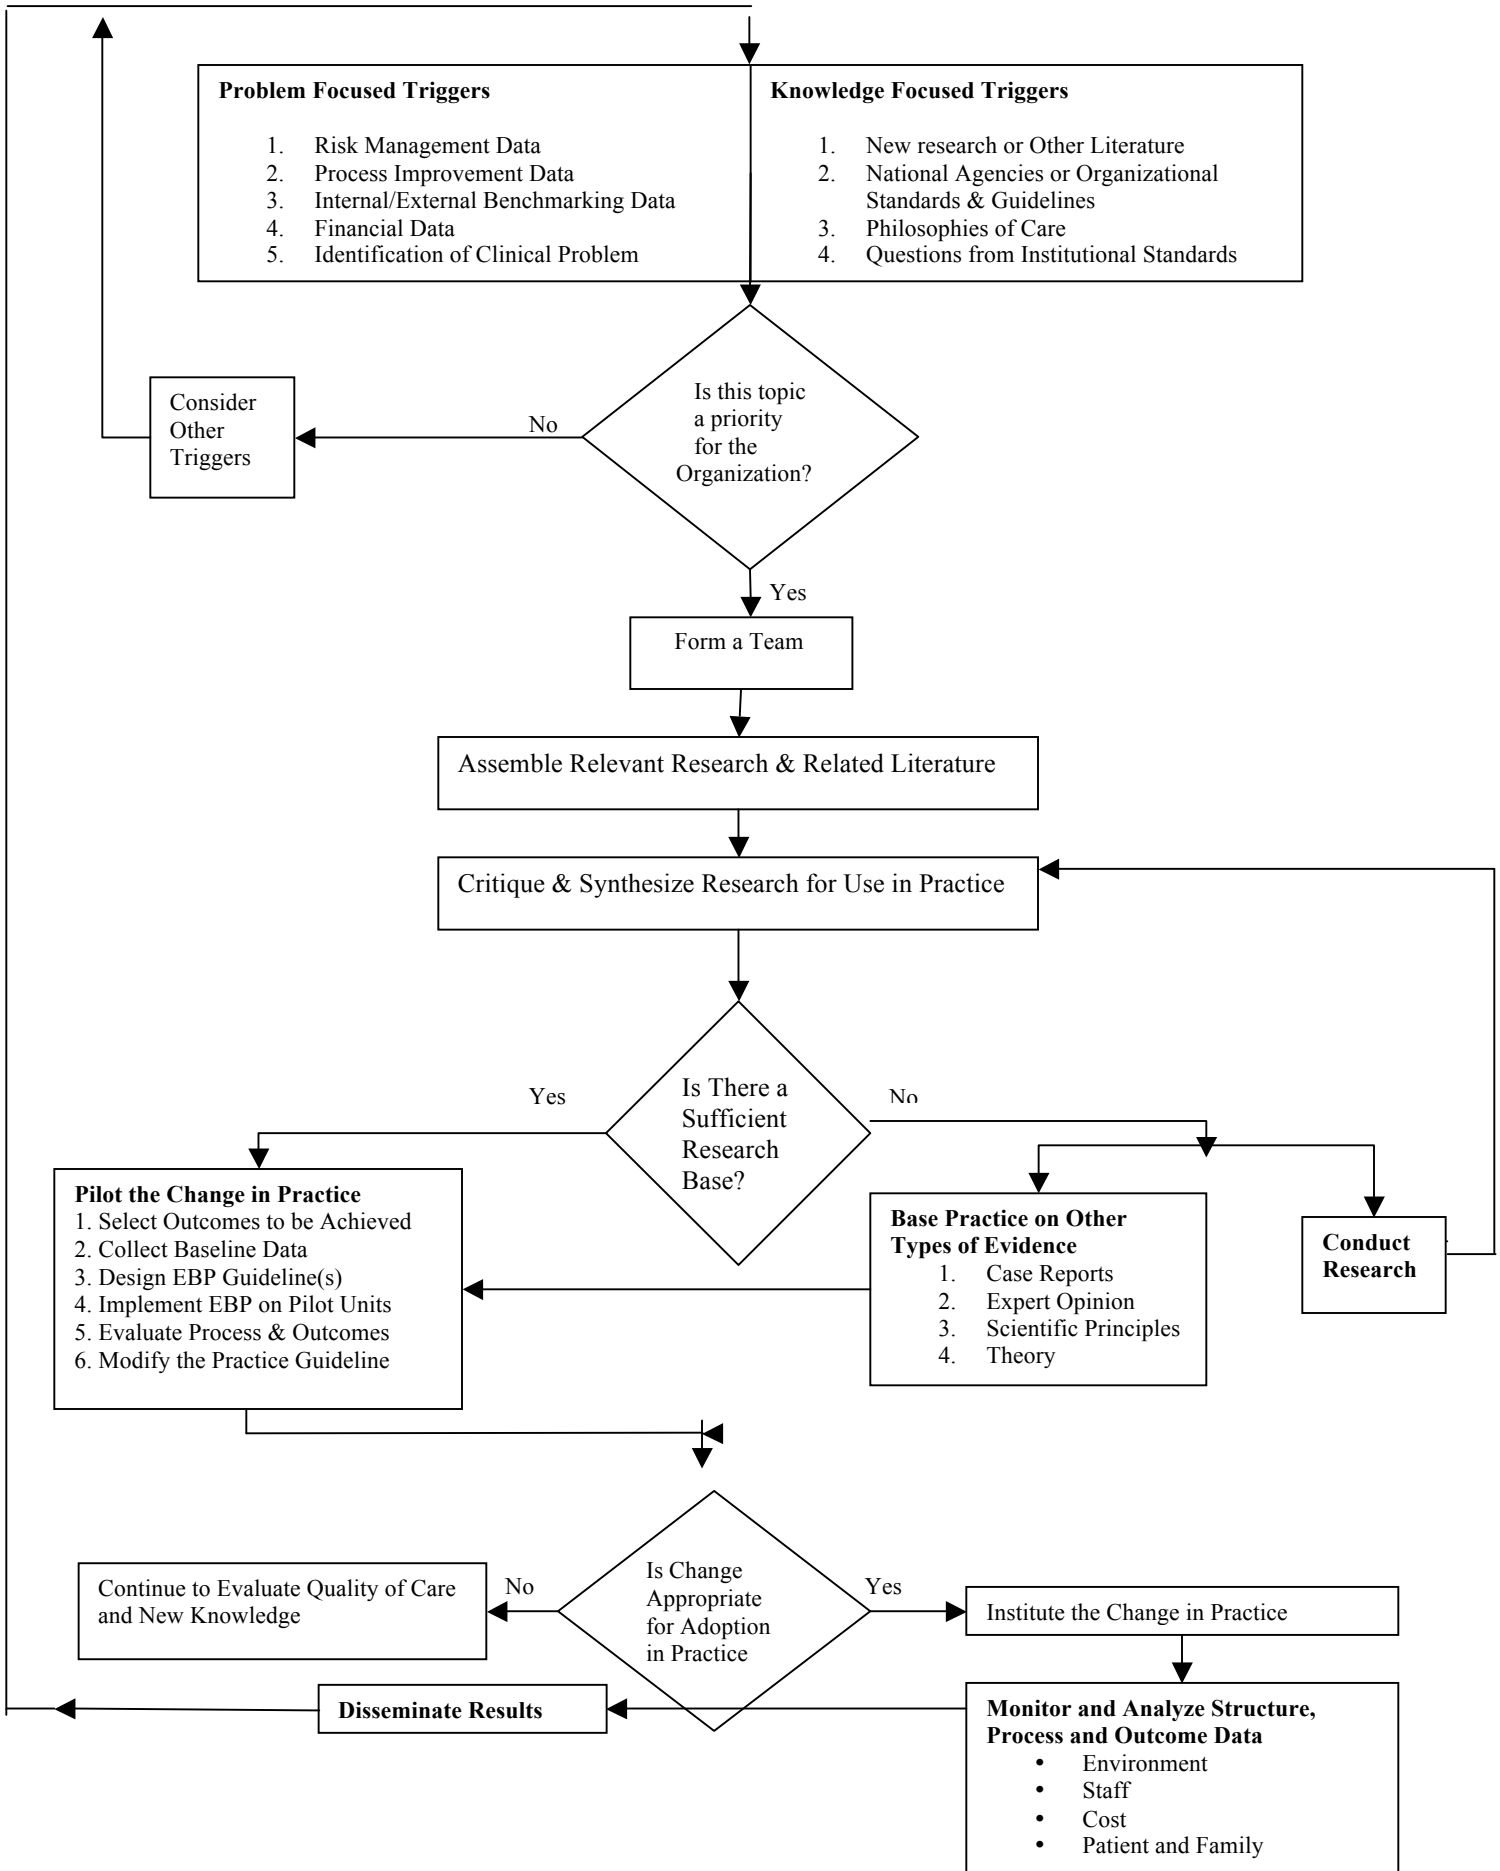 Problem Focused Triggers
1. Risk Management Data
2. Process Improvement Data
3. Internal/External Benchmarking Data
4. Financial Data
5. Identification of Clinical Problem
Knowledge Focused Triggers
1. New research or Other Literature
2. National Agencies or Organizational
Standards & Guidelines
3. Philosophies of Care
4. Questions from Institutional Standards
Is this topic
a priority
for the
Organization?
No
Consider
Other
Triggers
Yes
Form a Team
Assemble Relevant Research & Related Literature
Critique & Synthesize Research for Use in Practice
Is There a
Sufficient
Research
Base?
Yes
No
Pilot the Change in Practice
1. Select Outcomes to be Achieved
2. Collect Baseline Data
3. Design EBP Guideline(s)
4. Implement EBP on Pilot Units
5. Evaluate Process & Outcomes
6. Modify the Practice Guideline
Base Practice on Other
Types of Evidence
1. Case Reports
2. Expert Opinion
3. Scientific Principles
4. Theory
Conduct
Research
Is Change
Appropriate
for Adoption
in Practice
No
Continue to Evaluate Quality of Care
and New Knowledge
Yes
Institute the Change in Practice
Monitor and Analyze Structure,
Process and Outcome Data
• Environment
• Staff
• Cost
• Patient and Family
Disseminate Results